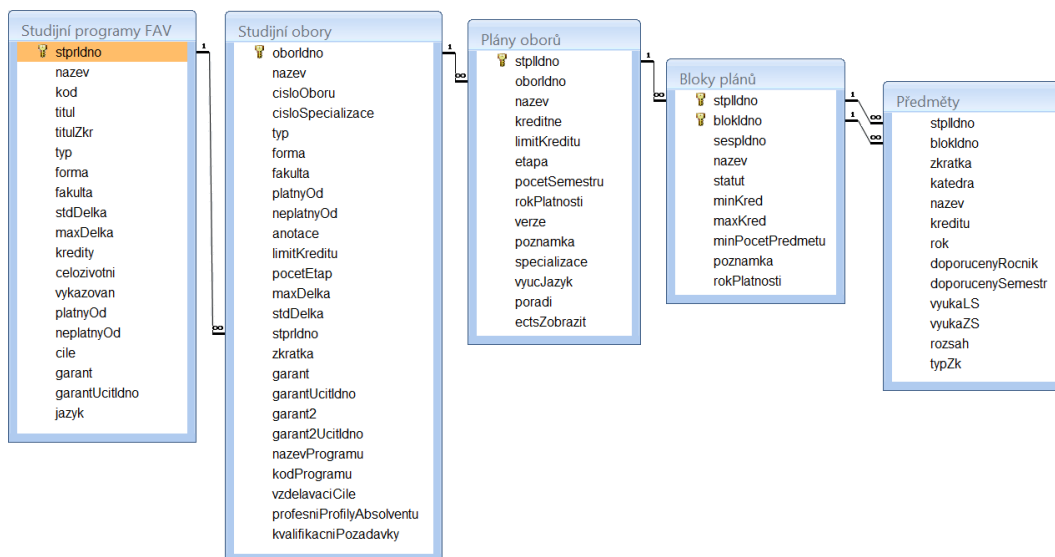 Studijní programy FAV
stprIdno
nazev
kod
titul
titulZkr
typ
forma
fakulta
stdDelka
maxDelka
kredity
celozivotni
vykazovan
platnyOd
neplatnyOd
cile
garant
garantUcitIdno
jazyk
Studijní obory
oborIdno
nazev
cisloOboru
cisloSpecializace
typ
forma
fakulta
platnyOd
neplatnyOd
anotace
limitKreditu
pocetEtap
maxDelka
stdDelka
stprIdno
zkratka
garant
garantUcitIdno
garant2
garant2UcitIdno
nazevProgramu
kodProgramu
vzdelavaciCile
profesniProfilyAbsolventu
kvalifikacniPozadavky
Plány oborů
stplIdno
oborIdno
nazev
kreditne
limitKreditu
etapa
pocetSemestru
rokPlatnosti
verze
poznamka
specializace
vyucJazyk
poradi
ectsZobrazit
Bloky plánů
stplIdno
blokIdno
sespIdno
nazev
statut
minKred
maxKred
minPocetPredmetu
poznamka
rokPlatnosti
Předměty
stplIdno
blokIdno
zkratka
katedra
nazev
kreditu
rok
doporucenyRocnik
doporucenySemestr
vyukaLS
vyukaZS
rozsah
typZk
1
∞
1
∞
1
∞
1
∞
1
∞